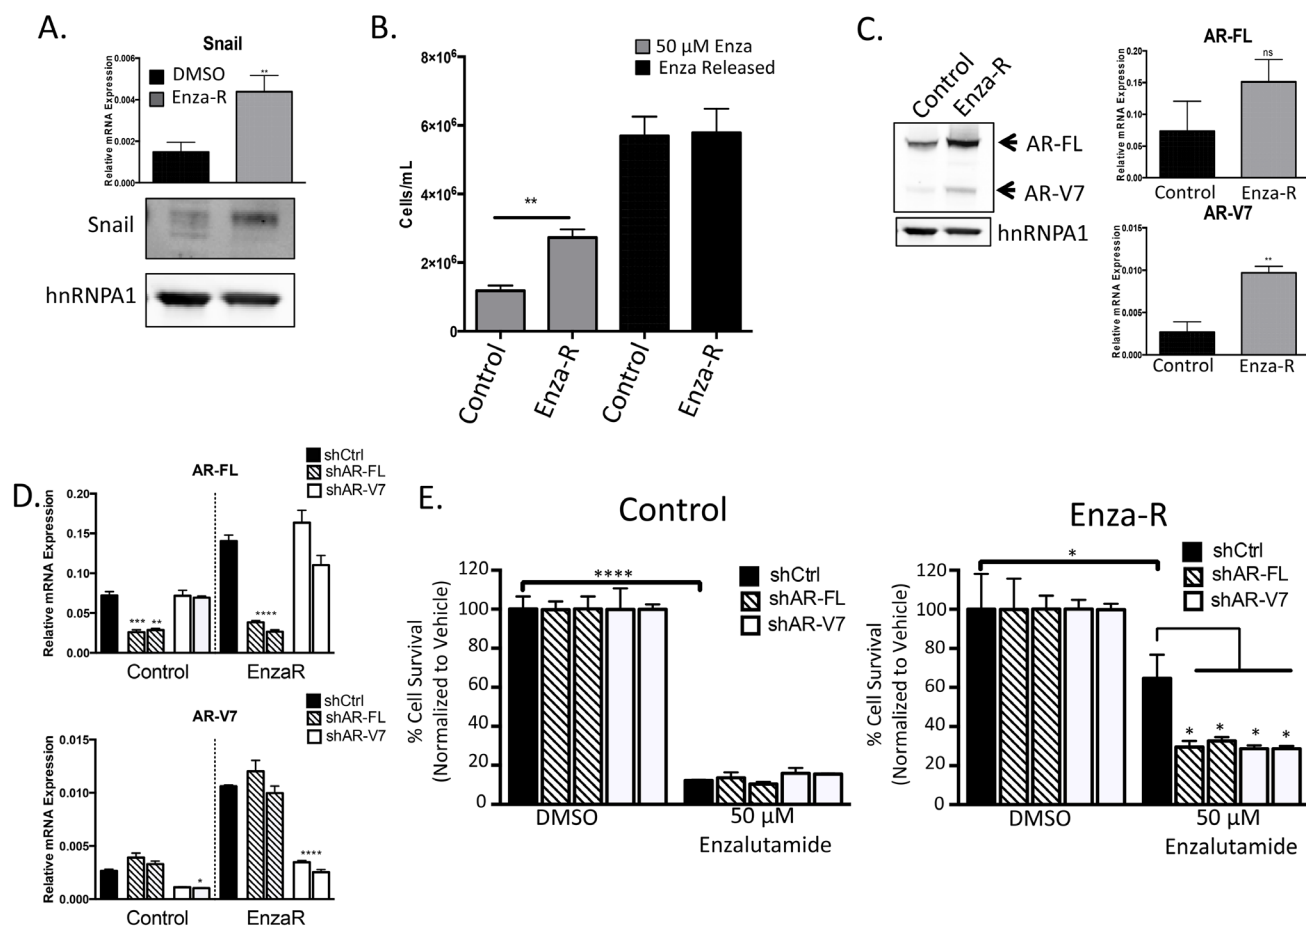 A.
Snail
Relative mRNA Expression
0.006
0.004
0.002
0.000
DMSO
Enza-R
**
Snail
hnRNPA1
B.
50 µM Enza
Enza Released
Cells/mL
8×10⁶
6×10⁶
4×10⁶
2×10⁶
0
**
Control
Enza-R
Control
Enza-R
C.
Control
Enza-R
AR-FL
AR-V7
hnRNPA1
AR-FL
Relative mRNA Expression
0.20
0.15
0.10
0.05
0.00
ns
Control
Enza-R
AR-V7
Relative mRNA Expression
0.015
0.010
0.005
0.000
**
Control
Enza-R
D.
AR-FL
shCtrl
shAR-FL
shAR-V7
Relative mRNA Expression
0.20
0.15
0.10
0.05
0.00
*** **
****
Control
EnzaR
AR-V7
shCtrl
shAR-FL
shAR-V7
Relative mRNA Expression
0.015
0.010
0.005
0.000
*
****
Control
EnzaR
E.
Control
shCtrl
shAR-FL
shAR-V7
% Cell Survival
(Normalized to Vehicle)
120
100
80
60
40
20
0
****
DMSO
50 µM
Enzalutamide
Enza-R
shCtrl
shAR-FL
shAR-V7
% Cell Survival
(Normalized to Vehicle)
120
100
80
60
40
20
0
*
* * * *
DMSO
50 µM
Enzalutamide